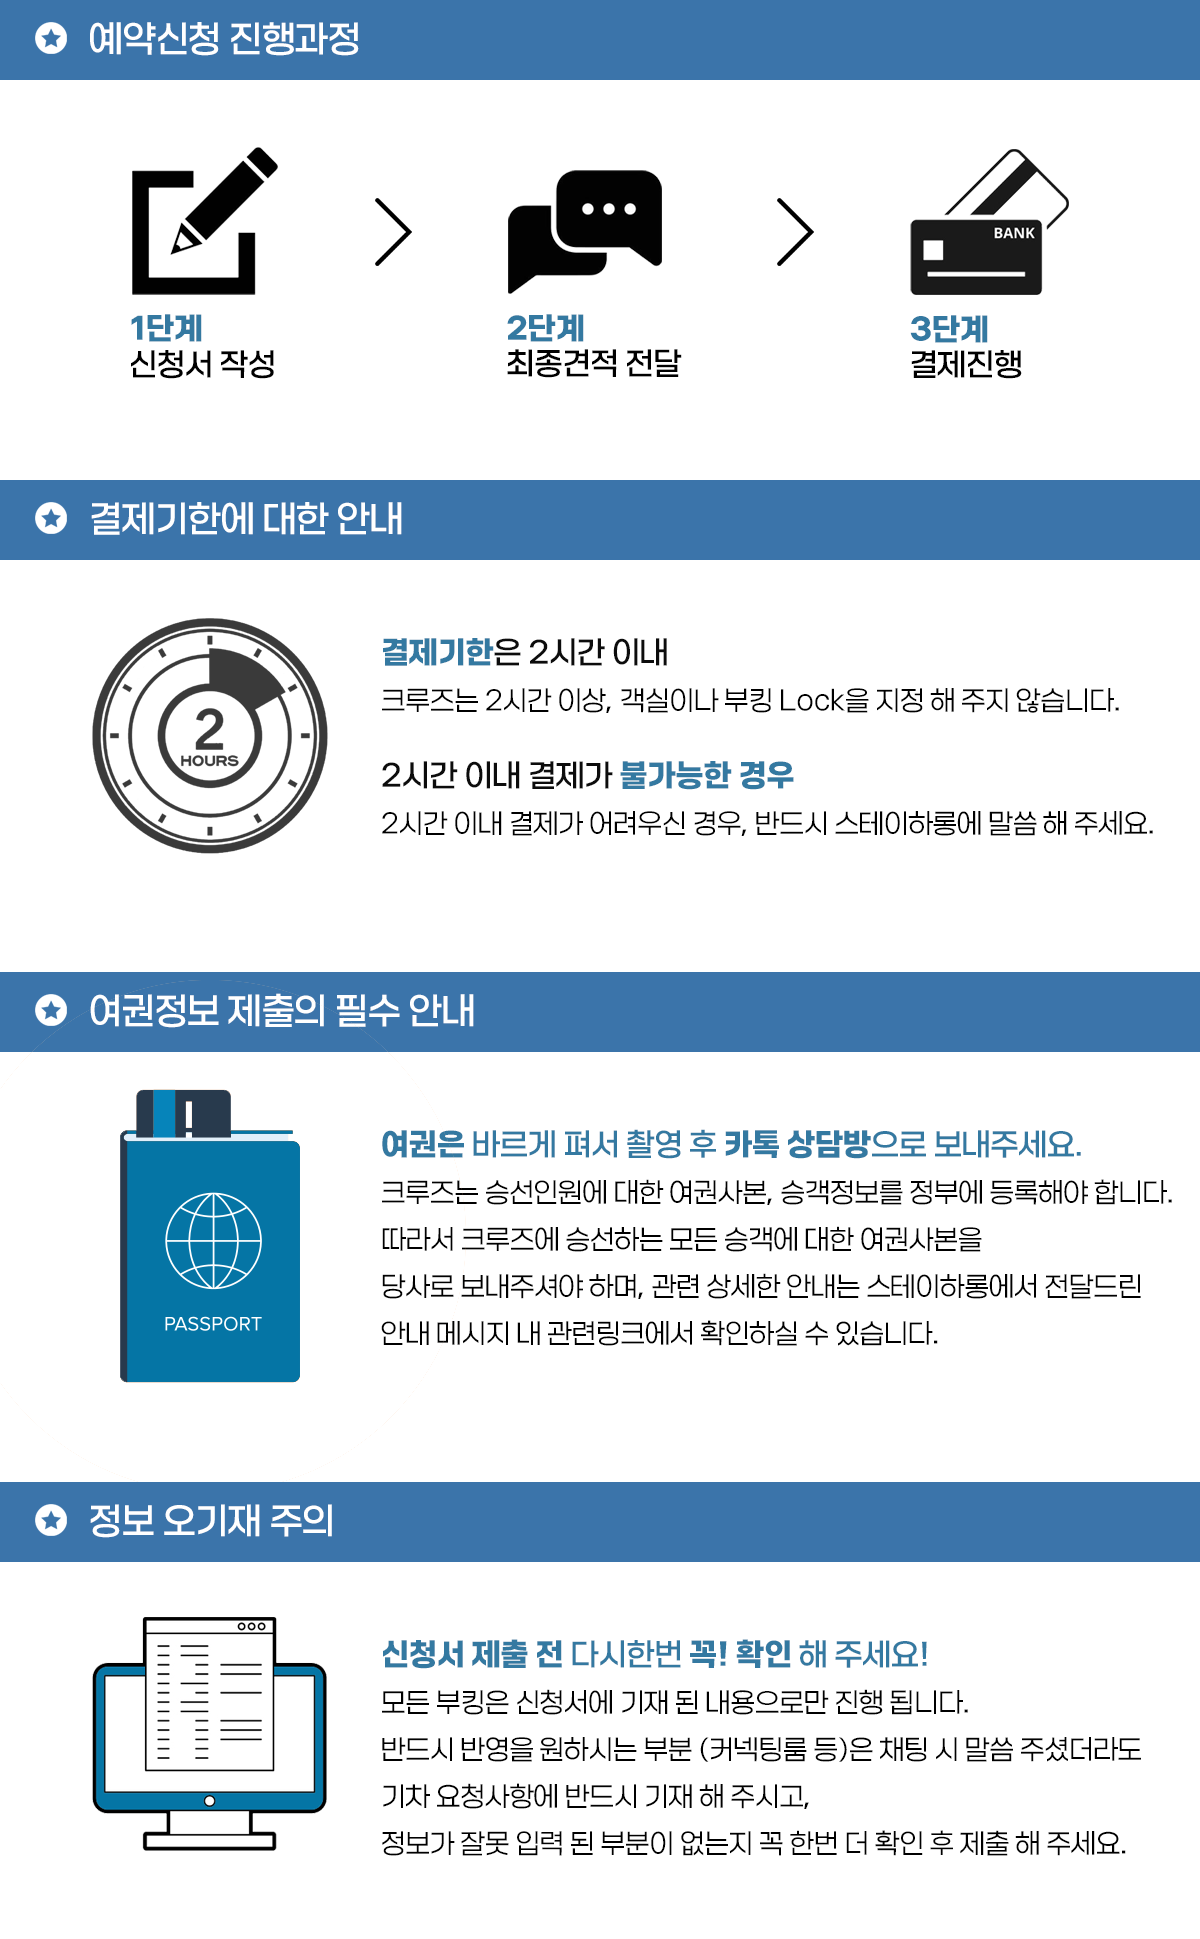 예약신청 진행과정
BANK
1단계
신청서 작성
2단계
최종견적 전달
3단계
결제진행
결제기한에 대한 안내
2
HOURS
결제기한은 2시간 이내
크루즈는 2시간 이상, 객실이나 부킹 Lock을 지정 해 주지 않습니다.
2시간 이내 결제가 불가능한 경우
2시간 이내 결제가 어려우신 경우, 반드시 스테이하롱에 말씀 해 주세요.
여권정보 제출의 필수 안내
PASSPORT
여권은 바르게 펴서 촬영 후 카톡 상담방으로 보내주세요.
크루즈는 승선인원에 대한 여권사본, 승객정보를 정부에 등록해야 합니다.
따라서 크루즈에 승선하는 모든 승객에 대한 여권사본을
당사로 보내주셔야 하며, 관련 상세한 안내는 스테이하롱에서 전달드린
안내 메시지 내 관련링크에서 확인하실 수 있습니다.
정보 오기재 주의
신청서 제출 전 다시한번 꼭! 확인 해 주세요!
모든 부킹은 신청서에 기재 된 내용으로만 진행 됩니다.
반드시 반영을 원하시는 부분 (커넥팅룸 등)은 채팅 시 말씀 주셨더라도
기차 요청사항에 반드시 기재 해 주시고,
정보가 잘못 입력 된 부분이 없는지 꼭 한번 더 확인 후 제출 해 주세요.